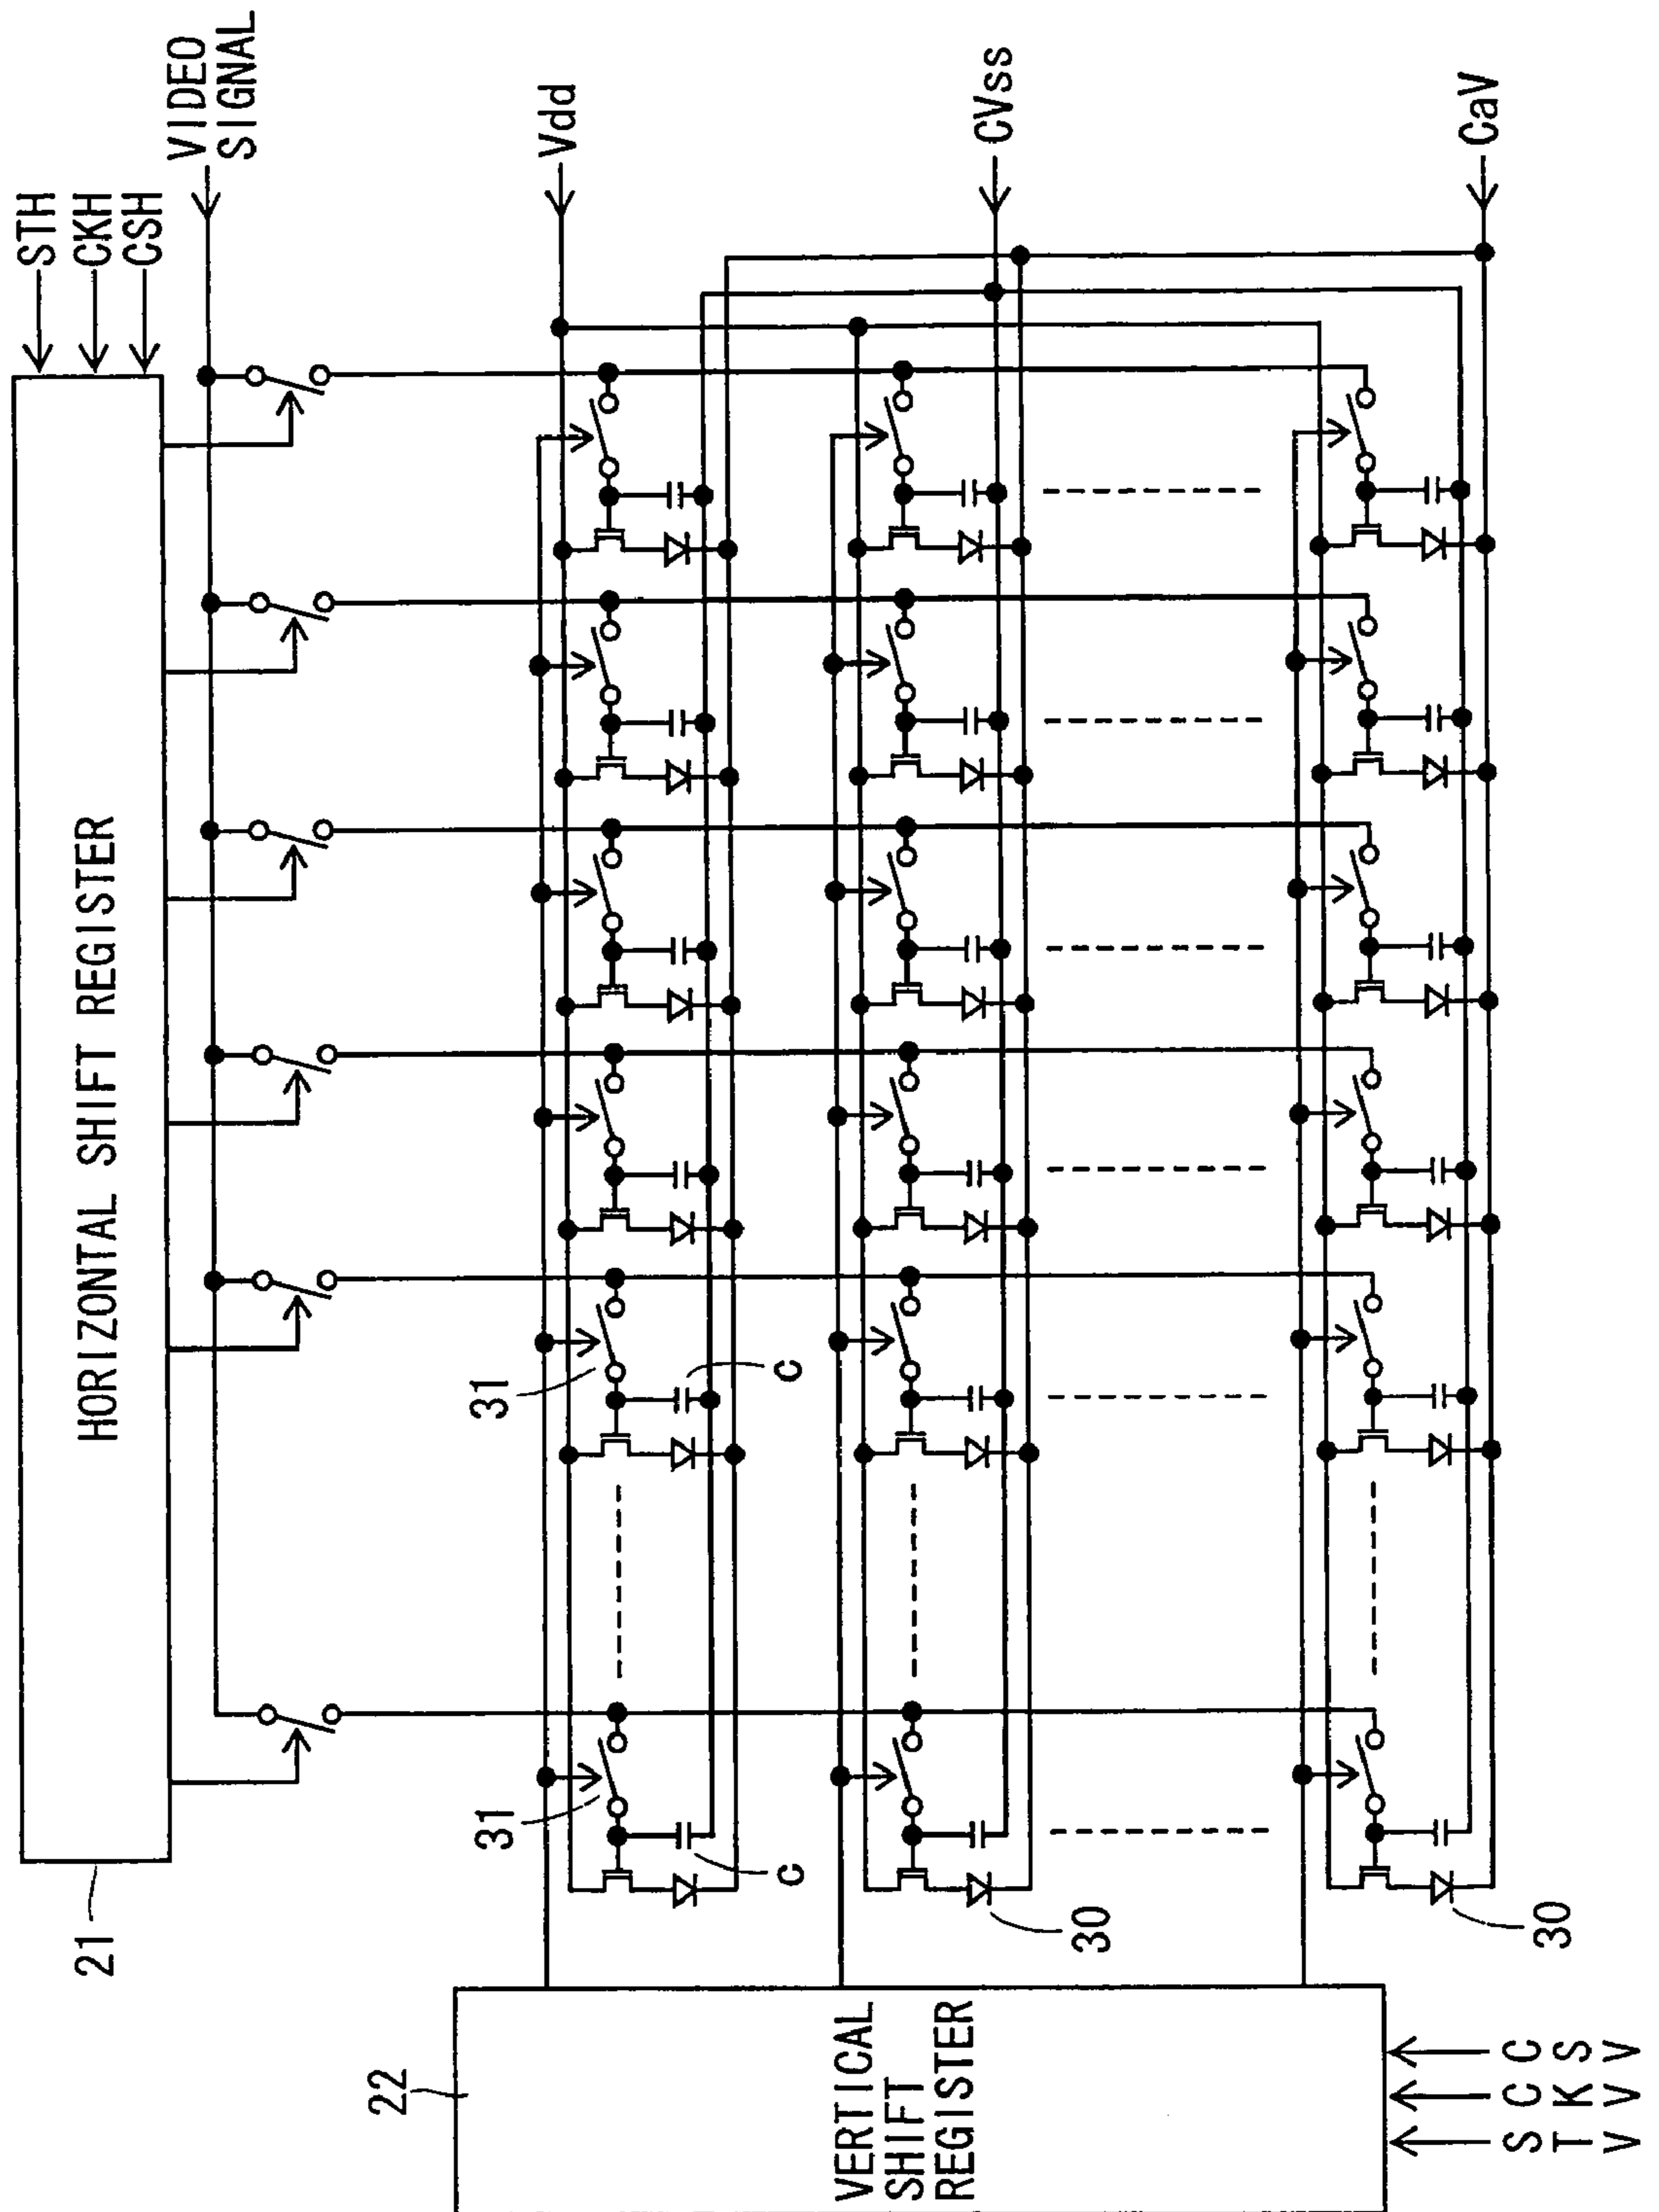 HORIZONTAL SHIFT REGISTER
21
STH
CKH
CSH
VIDEO
SIGNAL
Vdd
CVss
CaV
31
31
C
C
30
30
22
VERTICAL
SHIFT
REGISTER
STV
CKV
CSV